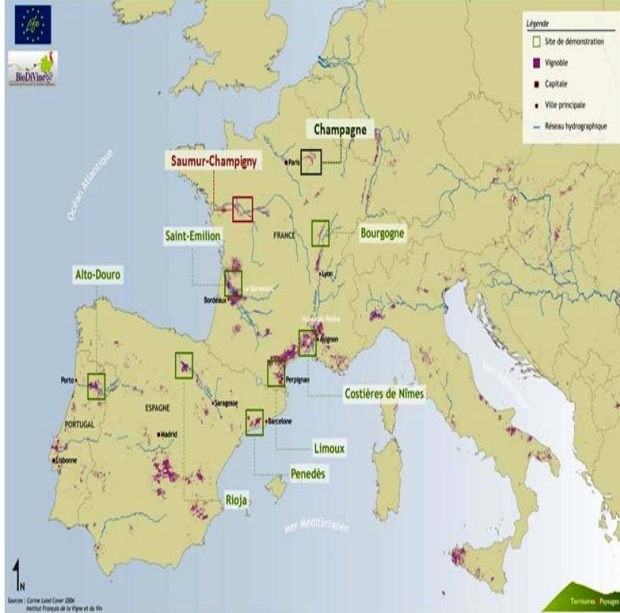 life
BioDiVine
Légende
Site de démonstration
Vignoble
Capitale
Ville principale
Réseau hydrographique
Océan Atlantique
Champagne
Paris
Saumur-Champigny
FRANCE
Bourgogne
Saint-Emilion
Lyon
Bordeaux
Alto-Douro
Avignon
Porto
Perpignan
Costières de Nîmes
ESPAGNE
Saragosse
PORTUGAL
Barcelone
Madrid
Limoux
Lisbonne
Penedès
Rioja
Mer Adriatique
Mer Méditerranée
N
Sources : Corine Land Cover 2006
Institut Français de la Vigne et du Vin
Territoires & Paysages